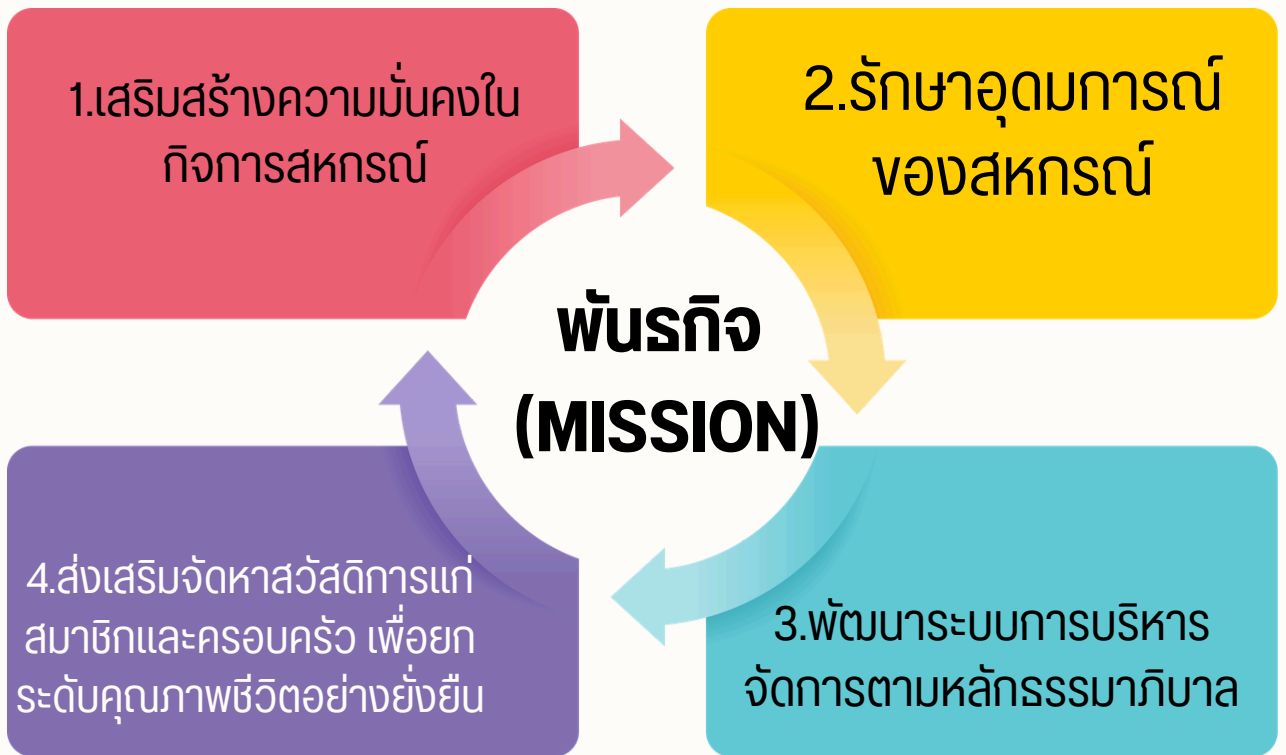 1.เสริมสร้างความมั่นคงใน
กิจการสหกรณ์
2.รักษาอุดมการณ์
ของสหกรณ์
พันธกิจ
(MISSION)
3.พัฒนาระบบการบริหาร
จัดการตามหลักธรรมาภิบาล
4.ส่งเสริมจัดหาสวัสดิการแก่
สมาชิกและครอบครัว เพื่อยก
ระดับคุณภาพชีวิตอย่างยั่งยืน